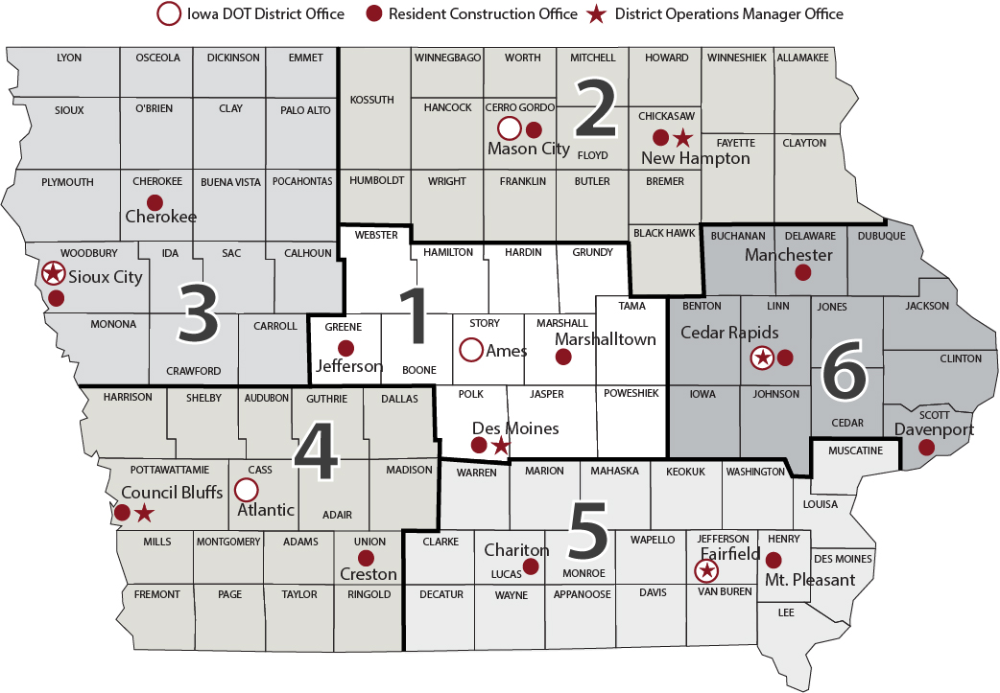 Iowa DOT District Office Resident Construction Office District Operations Manager Office
LYON OSCEOLA DICKINSON EMMET WINNEGBAGO WORTH MITCHELL HOWARD WINNESHIEK ALLAMAKEE
KOSSUTH
SIOUX O'BRIEN CLAY PALO ALTO HANCOCK CERRO GORDO 2 CHICKASAW
Mason City FLOYD New Hampton FAYETTE CLAYTON
PLYMOUTH CHEROKEE BUENA VISTA POCAHONTAS HUMBOLDT WRIGHT FRANKLIN BUTLER BREMER
Cherokee
WEBSTER BLACK HAWK BUCHANAN DELAWARE DUBUQUE
WOODBURY IDA SAC CALHOUN HAMILTON HARDIN GRUNDY Manchester
Sioux City
3 1 TAMA BENTON LINN JONES JACKSON
MONONA CARROLL GREENE STORY MARSHALL Cedar Rapids
Jefferson Ames Marshalltown CLINTON
CRAWFORD BOONE 6
HARRISON SHELBY AUDUBON GUTHRIE DALLAS POLK JASPER POWESHIEK IOWA JOHNSON
Des Moines CEDAR SCOTT
Davenport
4 MUSCATINE
POTTAWATTAMIE CASS MADISON WARREN MARION MAHASKA KEOKUK WASHINGTON
Council Bluffs Atlantic ADAIR LOUISA
5
MILLS MONTGOMERY ADAMS UNION CLARKE Chariton WAPELLO JEFFERSON HENRY
Fairfield DES MOINES
Creston LUCAS MONROE Mt. Pleasant
FREMONT PAGE TAYLOR RINGOLD DECATUR WAYNE APPANOOSE DAVIS VAN BUREN
LEE